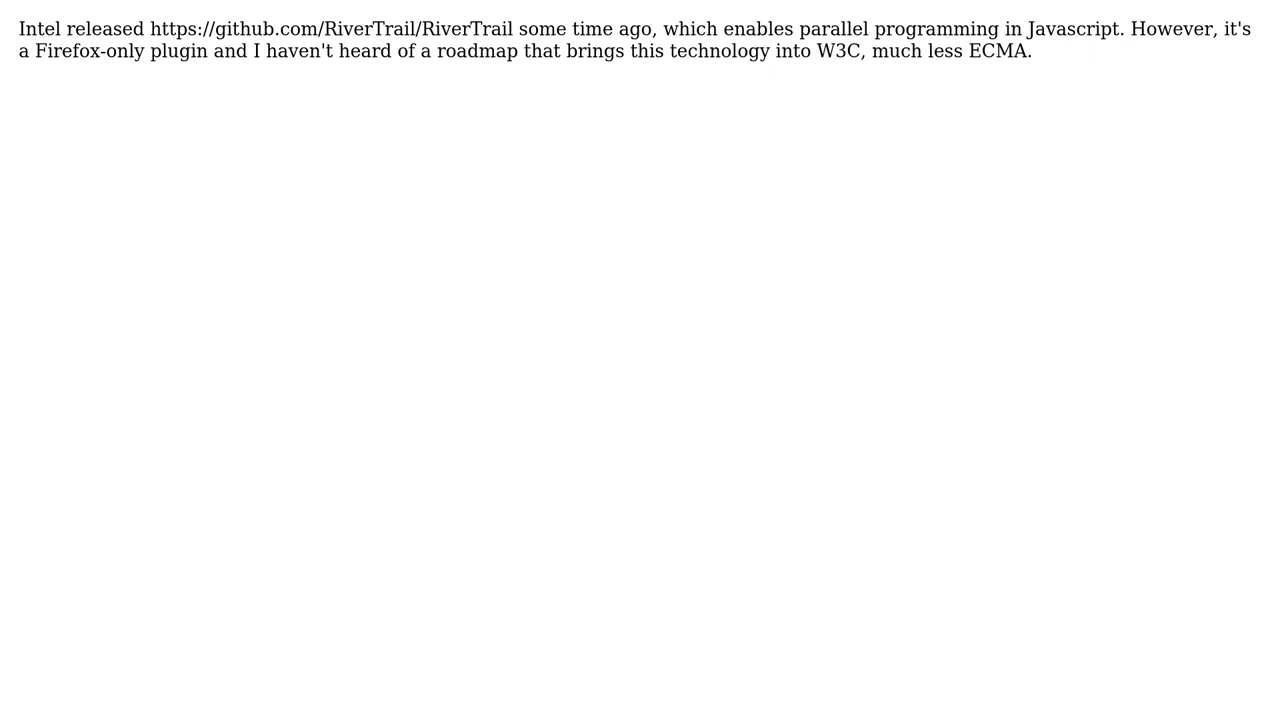 Intel released https://github.com/RiverTrail/RiverTrail some time ago, which enables parallel programming in Javascript. However, it's
a Firefox-only plugin and I haven't heard of a roadmap that brings this technology into W3C, much less ECMA.